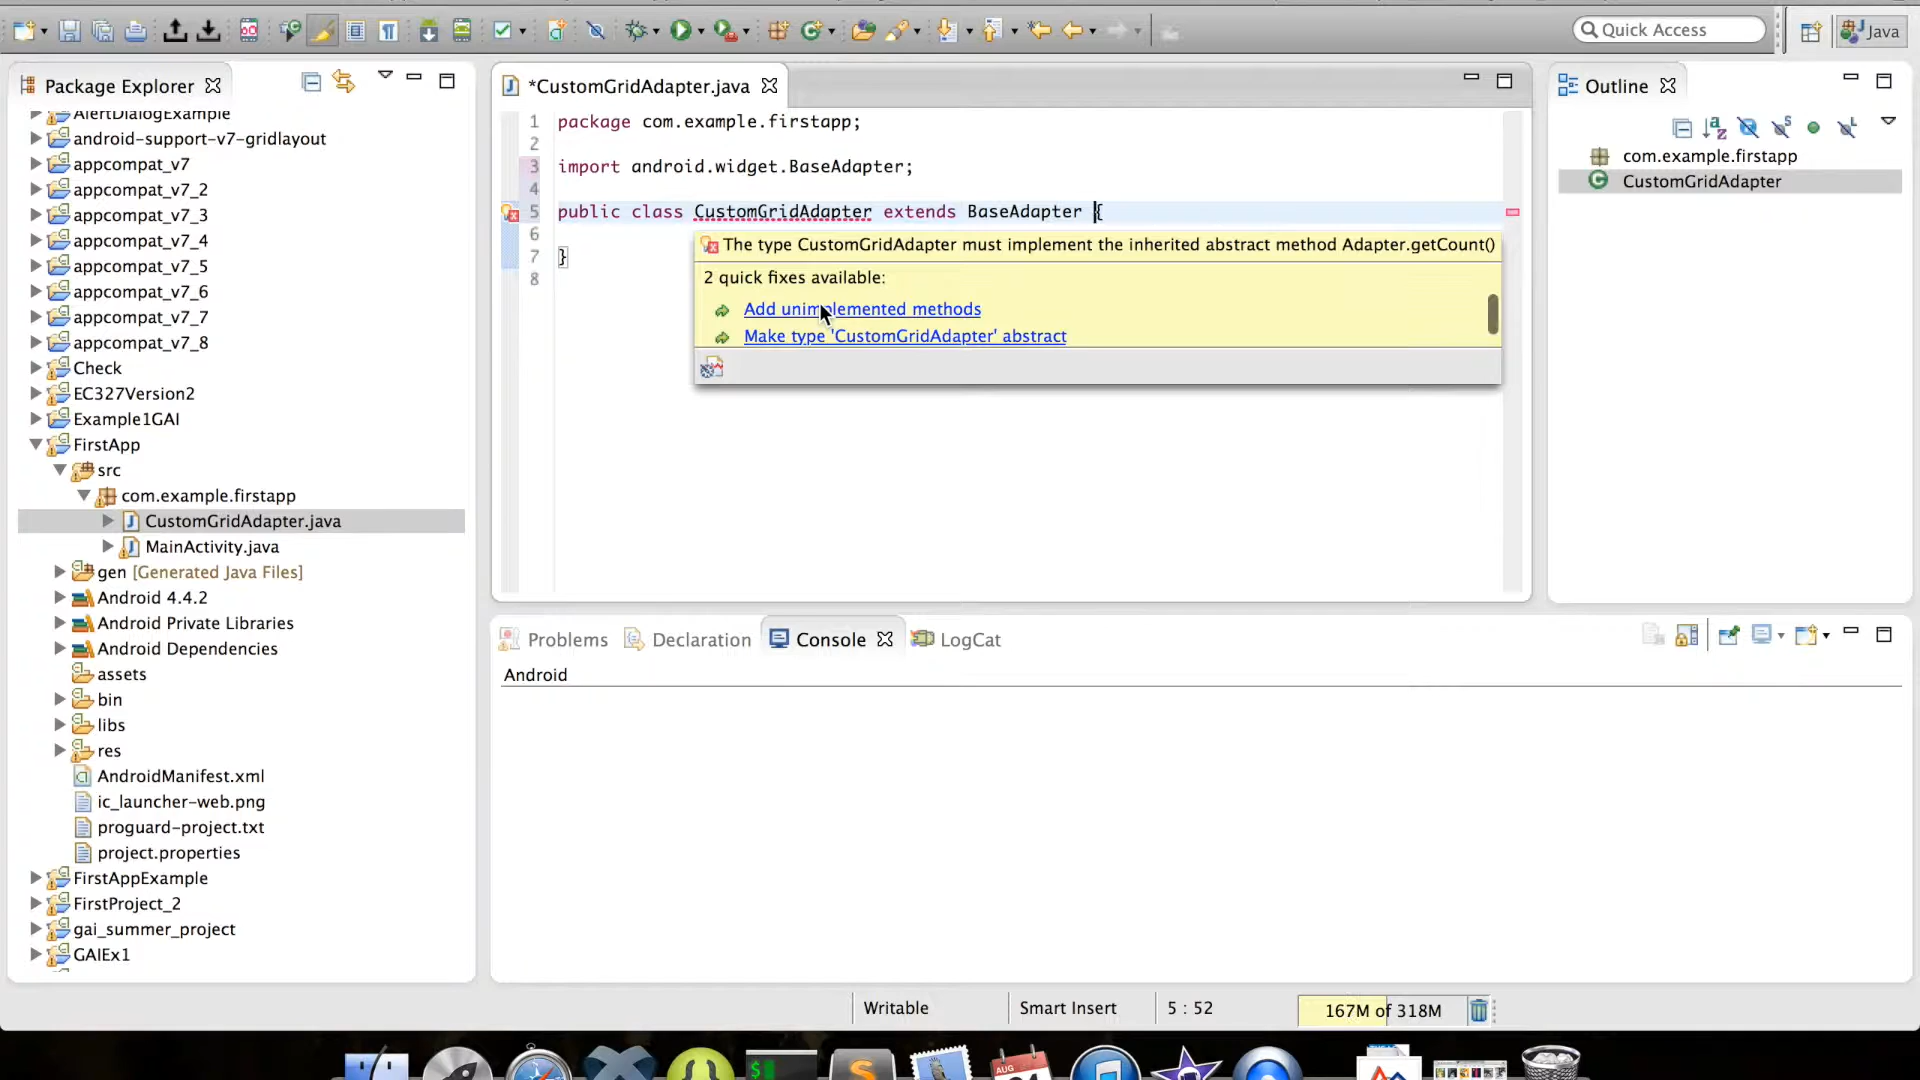 Quick Access
Java
Package Explorer
AlertDialogExample
android-support-v7-gridlayout
appcompat_v7
appcompat_v7_2
appcompat_v7_3
appcompat_v7_4
appcompat_v7_5
appcompat_v7_6
appcompat_v7_7
appcompat_v7_8
Check
EC327Version2
Example1GAI
FirstApp
src
com.example.firstapp
CustomGridAdapter.java
MainActivity.java
gen [Generated Java Files]
Android 4.4.2
Android Private Libraries
Android Dependencies
assets
bin
libs
res
AndroidManifest.xml
ic_launcher-web.png
proguard-project.txt
project.properties
FirstAppExample
FirstProject_2
gai_summer_project
GAIEx1
*CustomGridAdapter.java
1 package com.example.firstapp;
2
3 import android.widget.BaseAdapter;
4
5 public class CustomGridAdapter extends BaseAdapter {
6
7 }
8
The type CustomGridAdapter must implement the inherited abstract method Adapter.getCount()
2 quick fixes available:
Add unimplemented methods
Make type 'CustomGridAdapter' abstract
Outline
com.example.firstapp
CustomGridAdapter
Problems Declaration Console LogCat
Android
Writable Smart Insert 5 : 52 167M of 318M
AUG